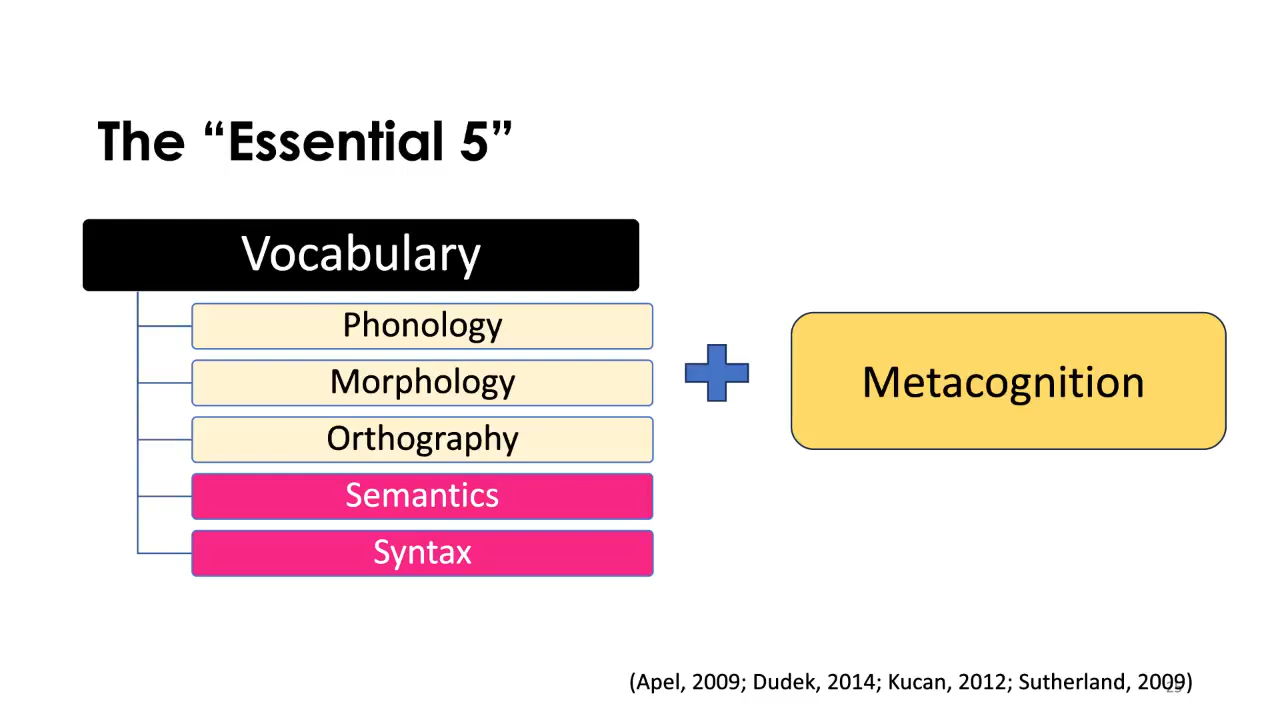 The “Essential 5”
Vocabulary
Phonology
Morphology
Orthography
Semantics
Syntax
Metacognition
(Apel, 2009; Dudek, 2014; Kucan, 2012; Sutherland, 2009)